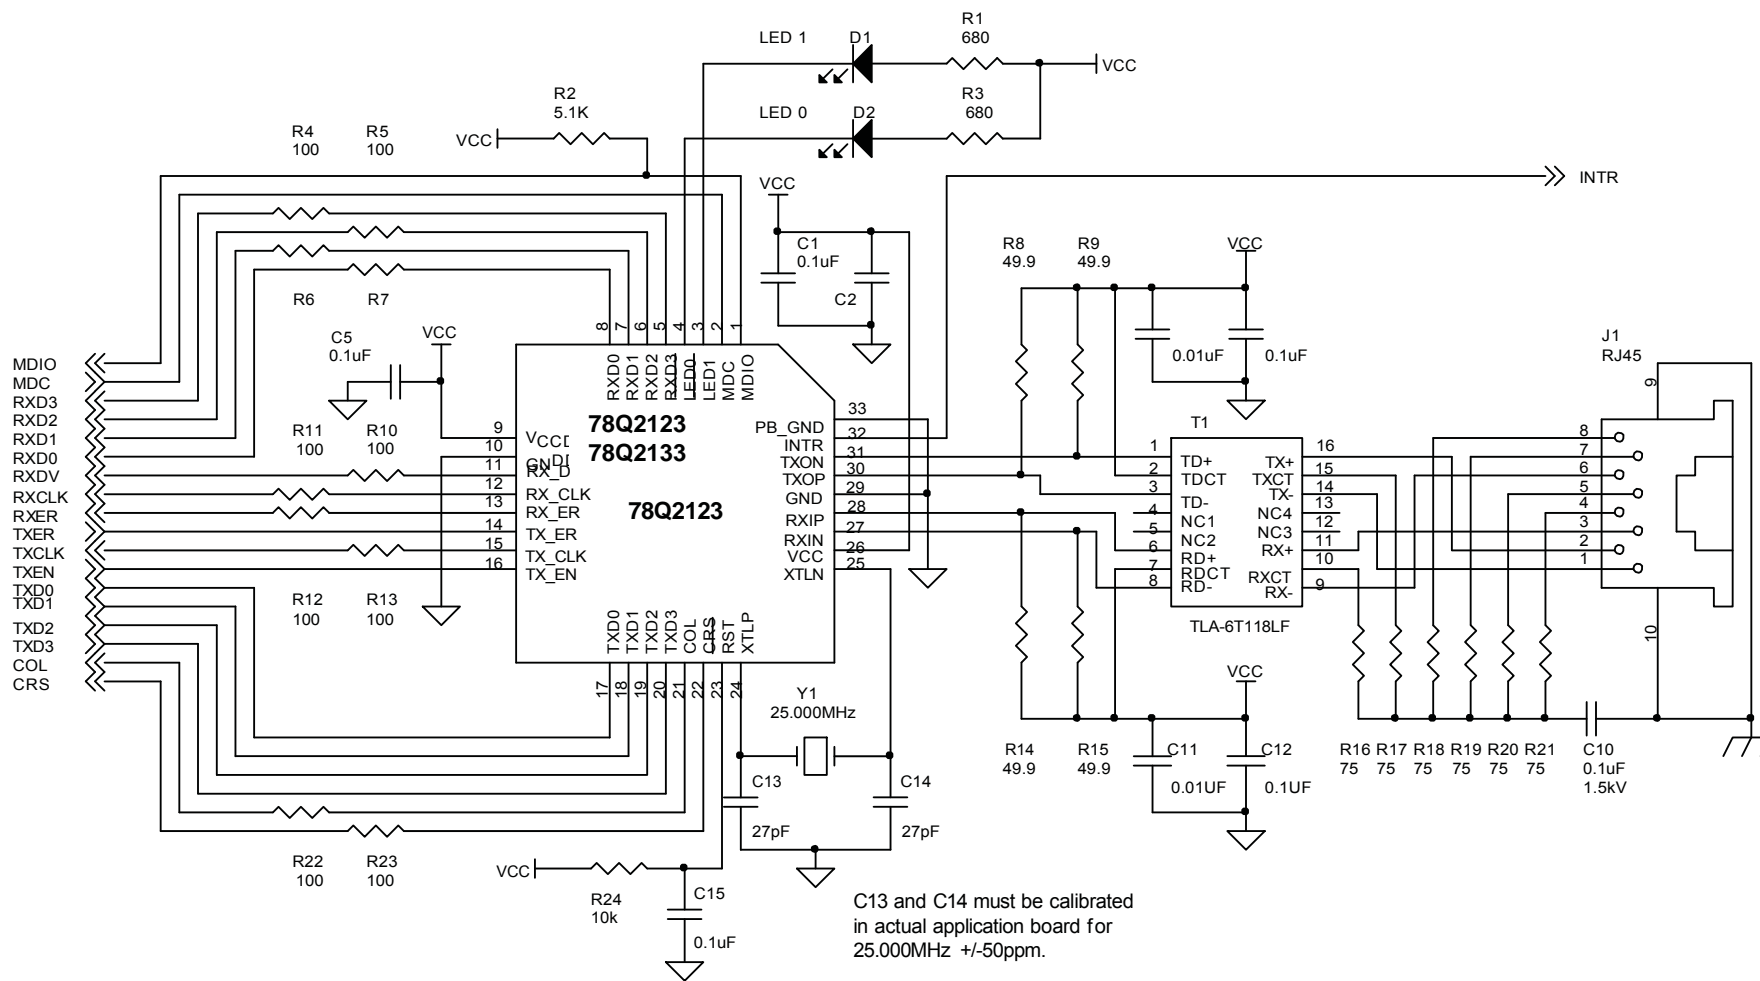 LED 1
D1
R1
680
VCC
LED 0
D2
R3
680
R2
5.1K
VCC
R4
100
R5
100
INTR
VCC
C1
0.1uF
C2
R6
R7
R8
49.9
R9
49.9
VCC
0.01uF
0.1uF
C5
0.1uF
VCC
J1
RJ45
MDIO
MDC
RXD3
RXD2
RXD1
RXD0
RXDV
RXCLK
RXER
TXER
TXCLK
TXEN
TXD0
TXD1
TXD2
TXD3
COL
CRS
R11
100
R10
100
R12
100
R13
100
8
7
6
5
4
3
2
1
RXD0
RXD1
RXD2
RXD3
LED0
LED1
MDC
MDIO
78Q2123
78Q2133
78Q2123
9
10
11
12
13
14
15
16
VCCD
GND
RX_D
RX_CLK
RX_ER
TX_ER
TX_CLK
TX_EN
33
32
31
30
29
28
27
26
25
PB_GND
INTR
TXON
TXOP
GND
RXIP
RXIN
VCC
XTLN
TXD0
TXD1
TXD2
TXD3
COL
CRS
RST
XTLP
17
18
19
20
21
22
23
24
T1
1
2
3
4
5
6
7
8
TD+
TDCT
TD-
NC1
NC2
RD+
RDCT
RD-
TX+
TXCT
TX-
NC4
NC3
RX+
RXCT
RX-
16
15
14
13
12
11
10
9
TLA-6T118LF
8
7
6
5
4
3
2
1
9
10
Y1
25.000MHz
C13
27pF
C14
27pF
VCC
R14
49.9
R15
49.9
C11
0.01UF
C12
0.1UF
R16
75
R17
75
R18
75
R19
75
R20
75
R21
75
C10
0.1uF
1.5kV
R22
100
R23
100
VCC
R24
10k
C15
0.1uF
C13 and C14 must be calibrated
in actual application board for
25.000MHz +/-50ppm.